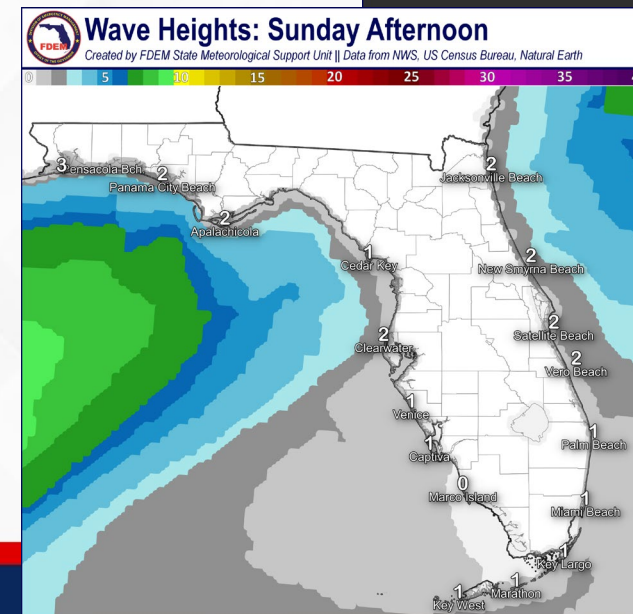 FDEM
Wave Heights: Sunday Afternoon
Created by FDEM State Meteorological Support Unit || Data from NWS, US Census Bureau, Natural Earth
0 5 10 15 20 25 30 35
3
Pensacola Bch.
2
Panama City Beach
2
Apalachicola
2
Jacksonville Beach
1
Cedar Key
2
New Smyrna Beach
2
Clearwater
2
Satellite Beach
2
Vero Beach
1
Venice
1
Captiva
1
Palm Beach
0
Marco Island
1
Miami Beach
1
Key Largo
1
Marathon
1
Key West